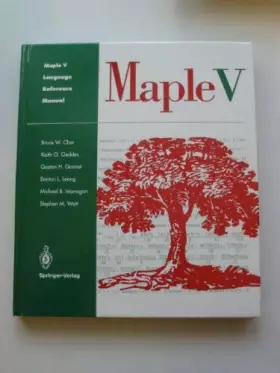 Maple V
Language
Reference
Manual
Maple V
Bruce W. Char
Keith O. Geddes
Gaston H. Gonnet
Benton L. Leong
Michael B. Monagan
Stephen M. Watt
Springer-Verlag